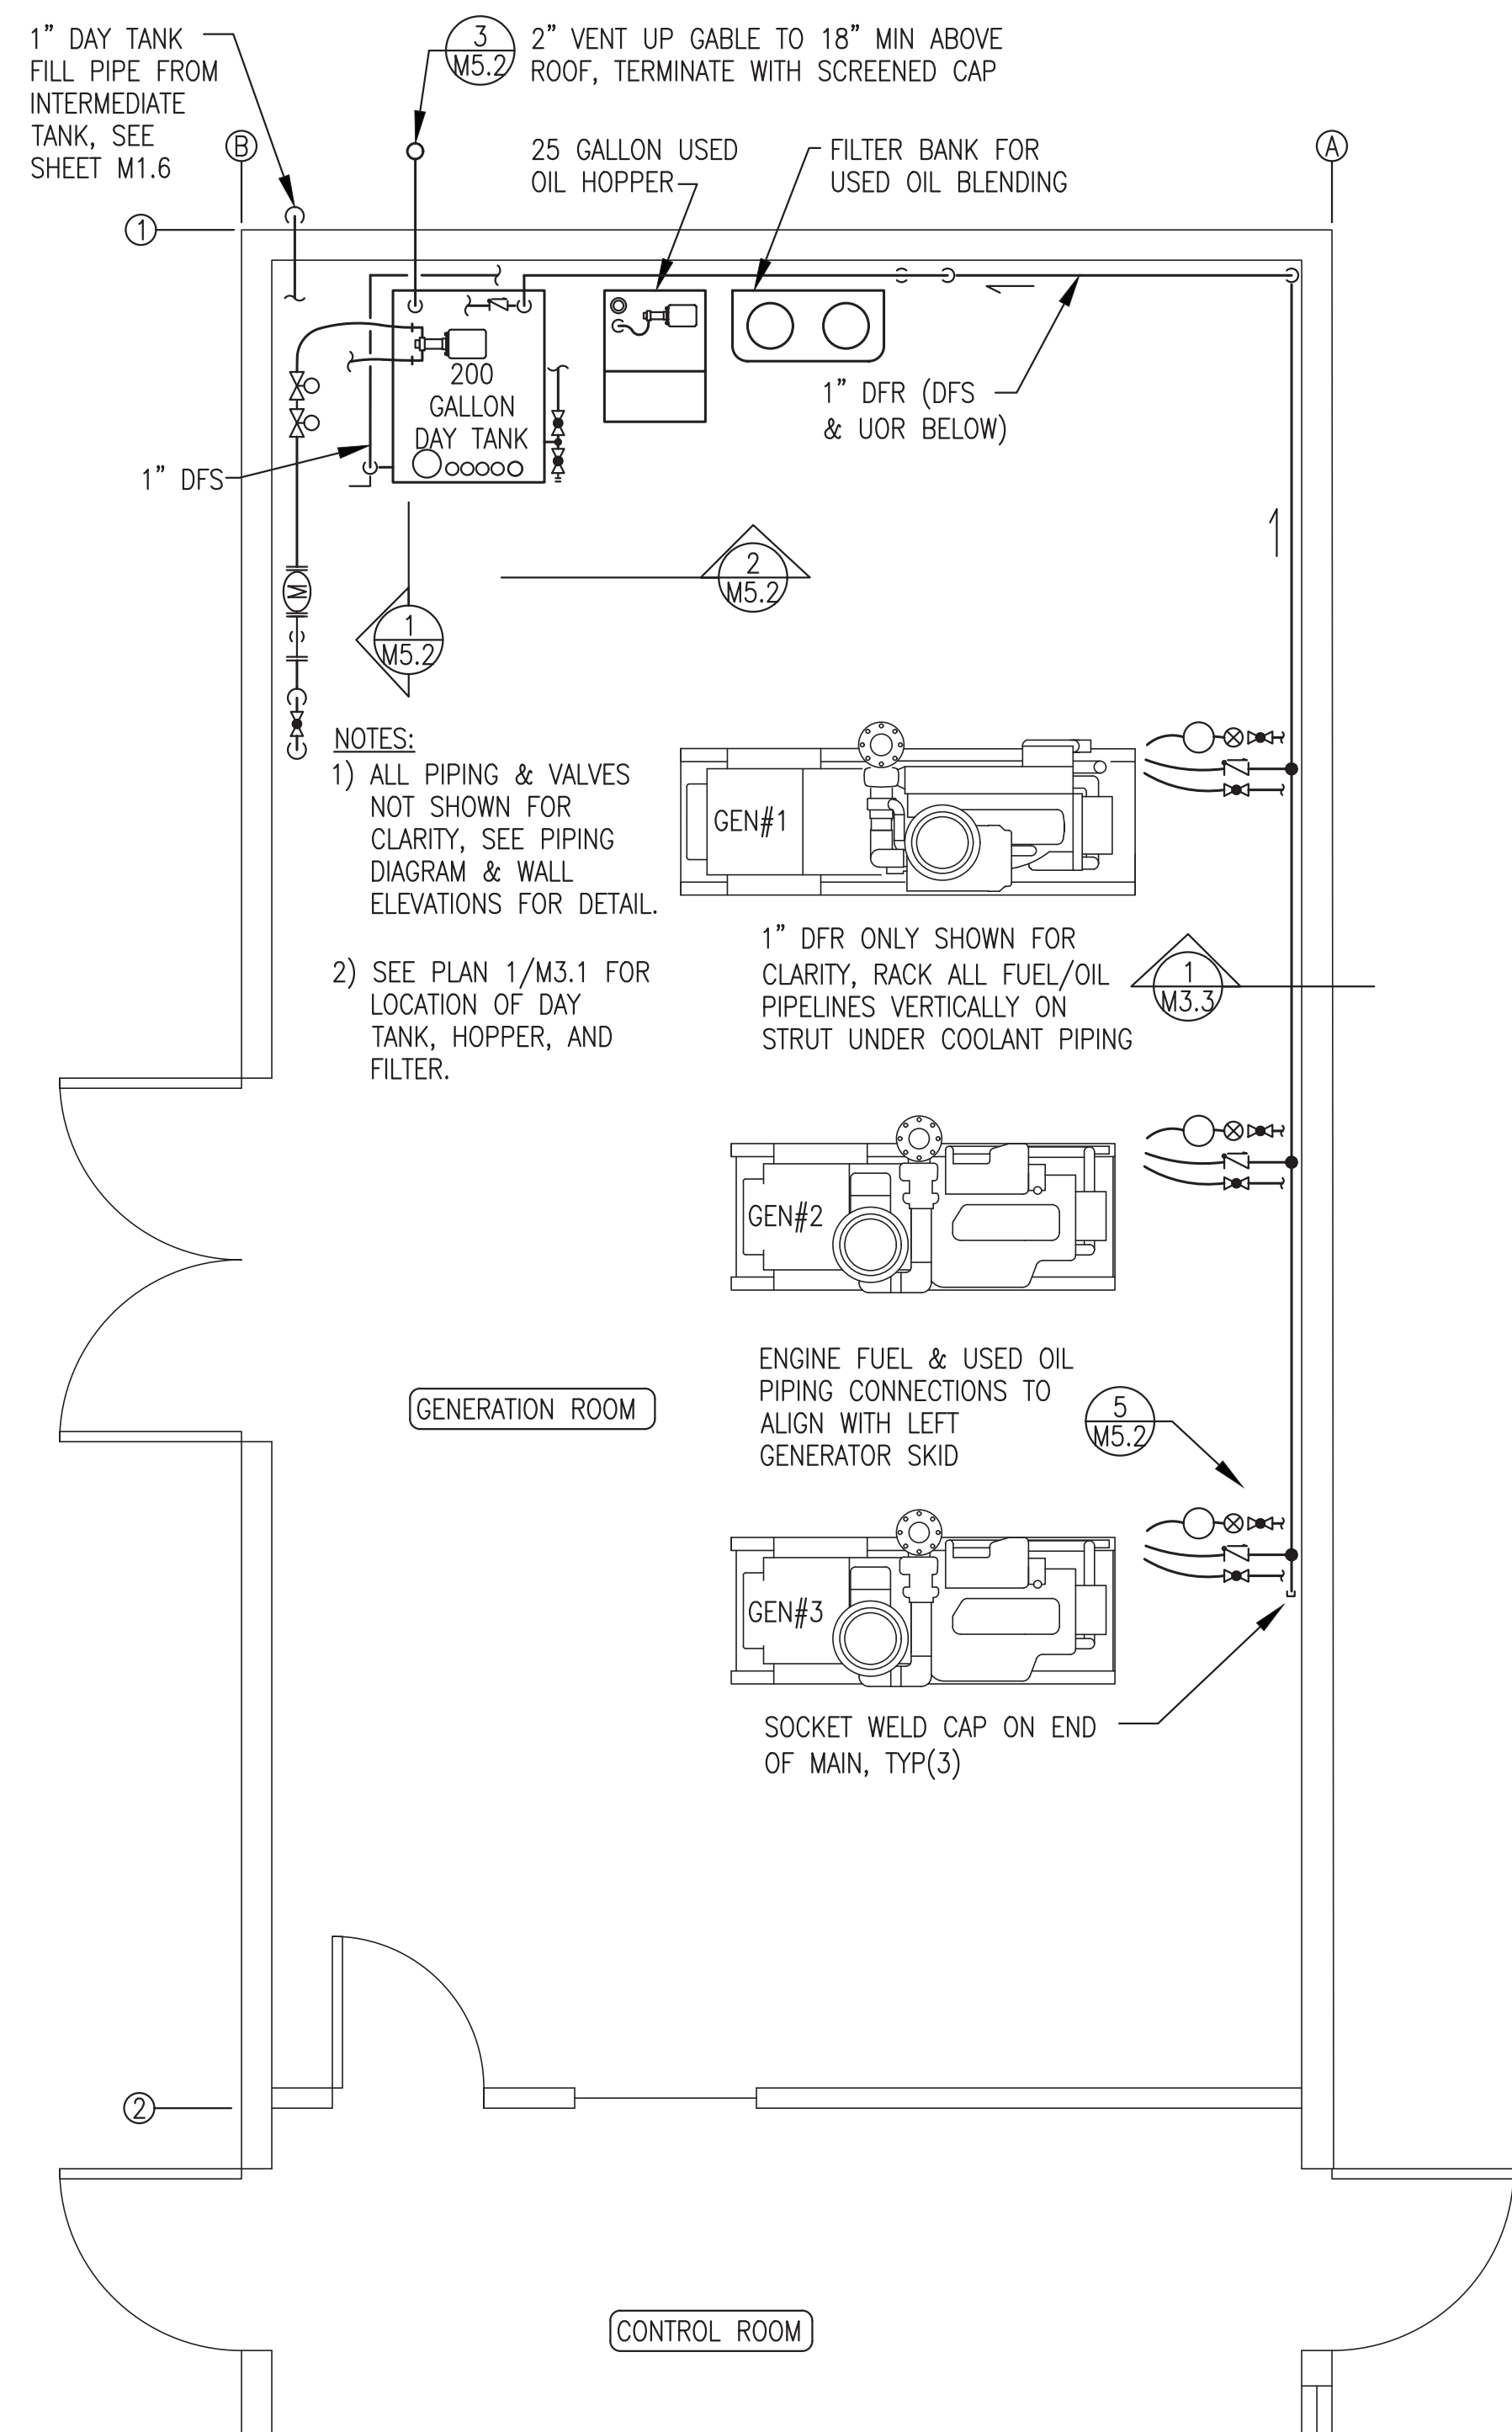 1” DAY TANK
FILL PIPE FROM
INTERMEDIATE
TANK, SEE
SHEET M1.6
3
M5.2
2” VENT UP GABLE TO 18” MIN ABOVE
ROOF, TERMINATE WITH SCREENED CAP
B
25 GALLON USED
OIL HOPPER
FILTER BANK FOR
USED OIL BLENDING
A
1
200
GALLON
DAY TANK
1” DFR (DFS
& UOR BELOW)
1” DFS
2
M5.2
M
1
M5.2
NOTES:
1) ALL PIPING & VALVES
NOT SHOWN FOR
CLARITY, SEE PIPING
DIAGRAM & WALL
ELEVATIONS FOR DETAIL.
2) SEE PLAN 1/M3.1 FOR
LOCATION OF DAY
TANK, HOPPER, AND
FILTER.
GEN#1
1” DFR ONLY SHOWN FOR
CLARITY, RACK ALL FUEL/OIL
PIPELINES VERTICALLY ON
STRUT UNDER COOLANT PIPING
1
M3.3
GEN#2
ENGINE FUEL & USED OIL
PIPING CONNECTIONS TO
ALIGN WITH LEFT
GENERATOR SKID
5
M5.2
GENERATION ROOM
GEN#3
SOCKET WELD CAP ON END
OF MAIN, TYP(3)
2
CONTROL ROOM